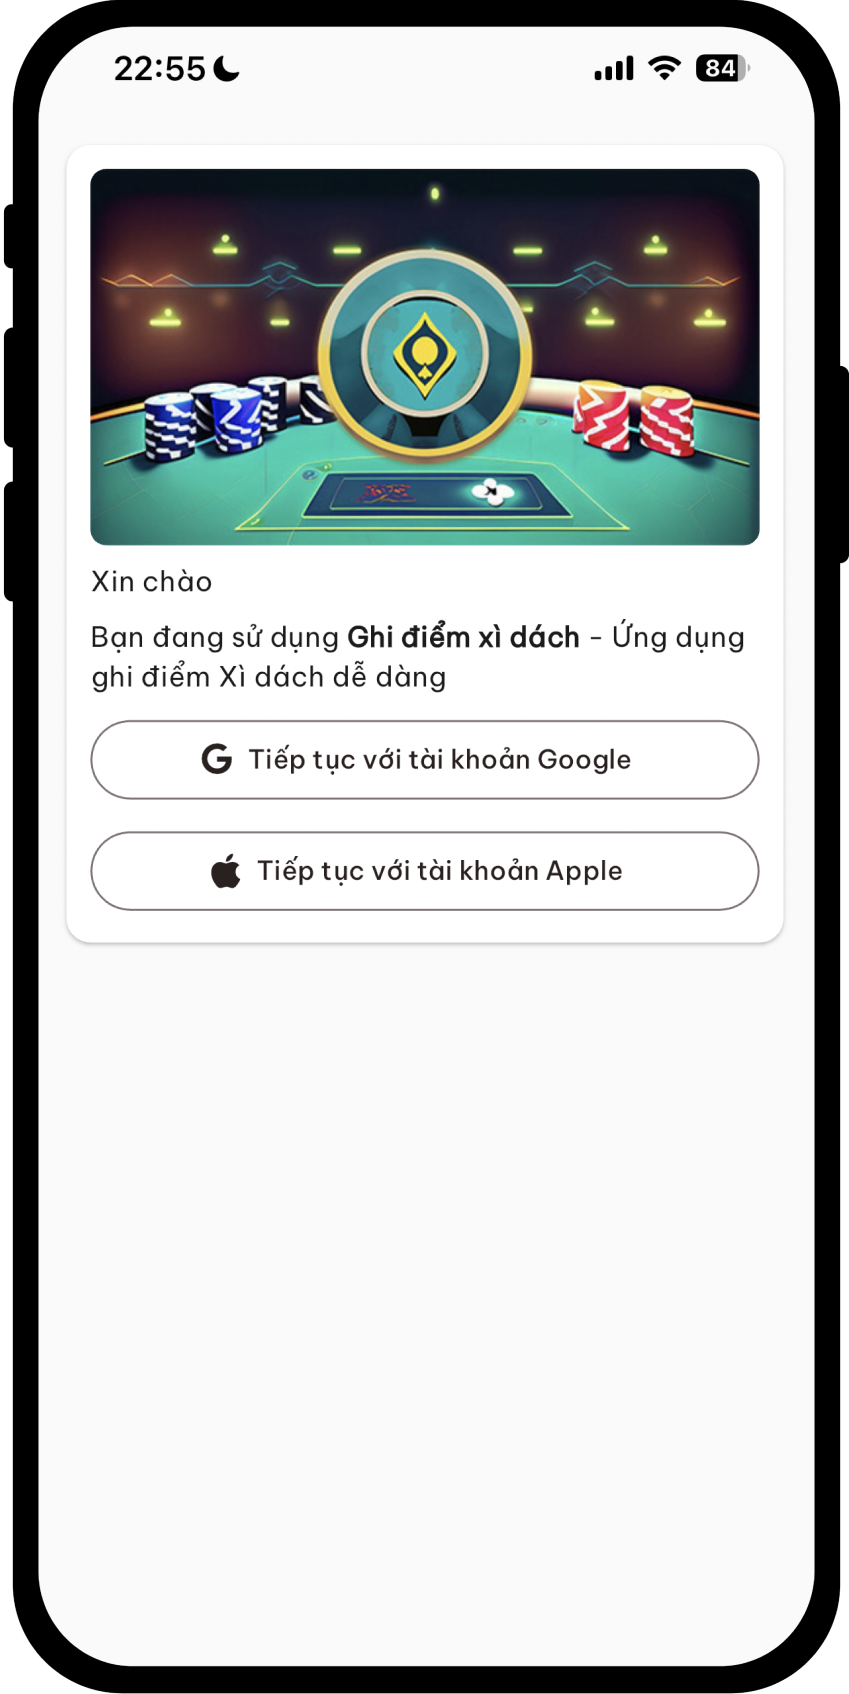 22:55
84
Xin chào
Bạn đang sử dụng Ghi điểm xì dách - Ứng dụng
ghi điểm Xì dách dễ dàng
Tiếp tục với tài khoản Google
Tiếp tục với tài khoản Apple